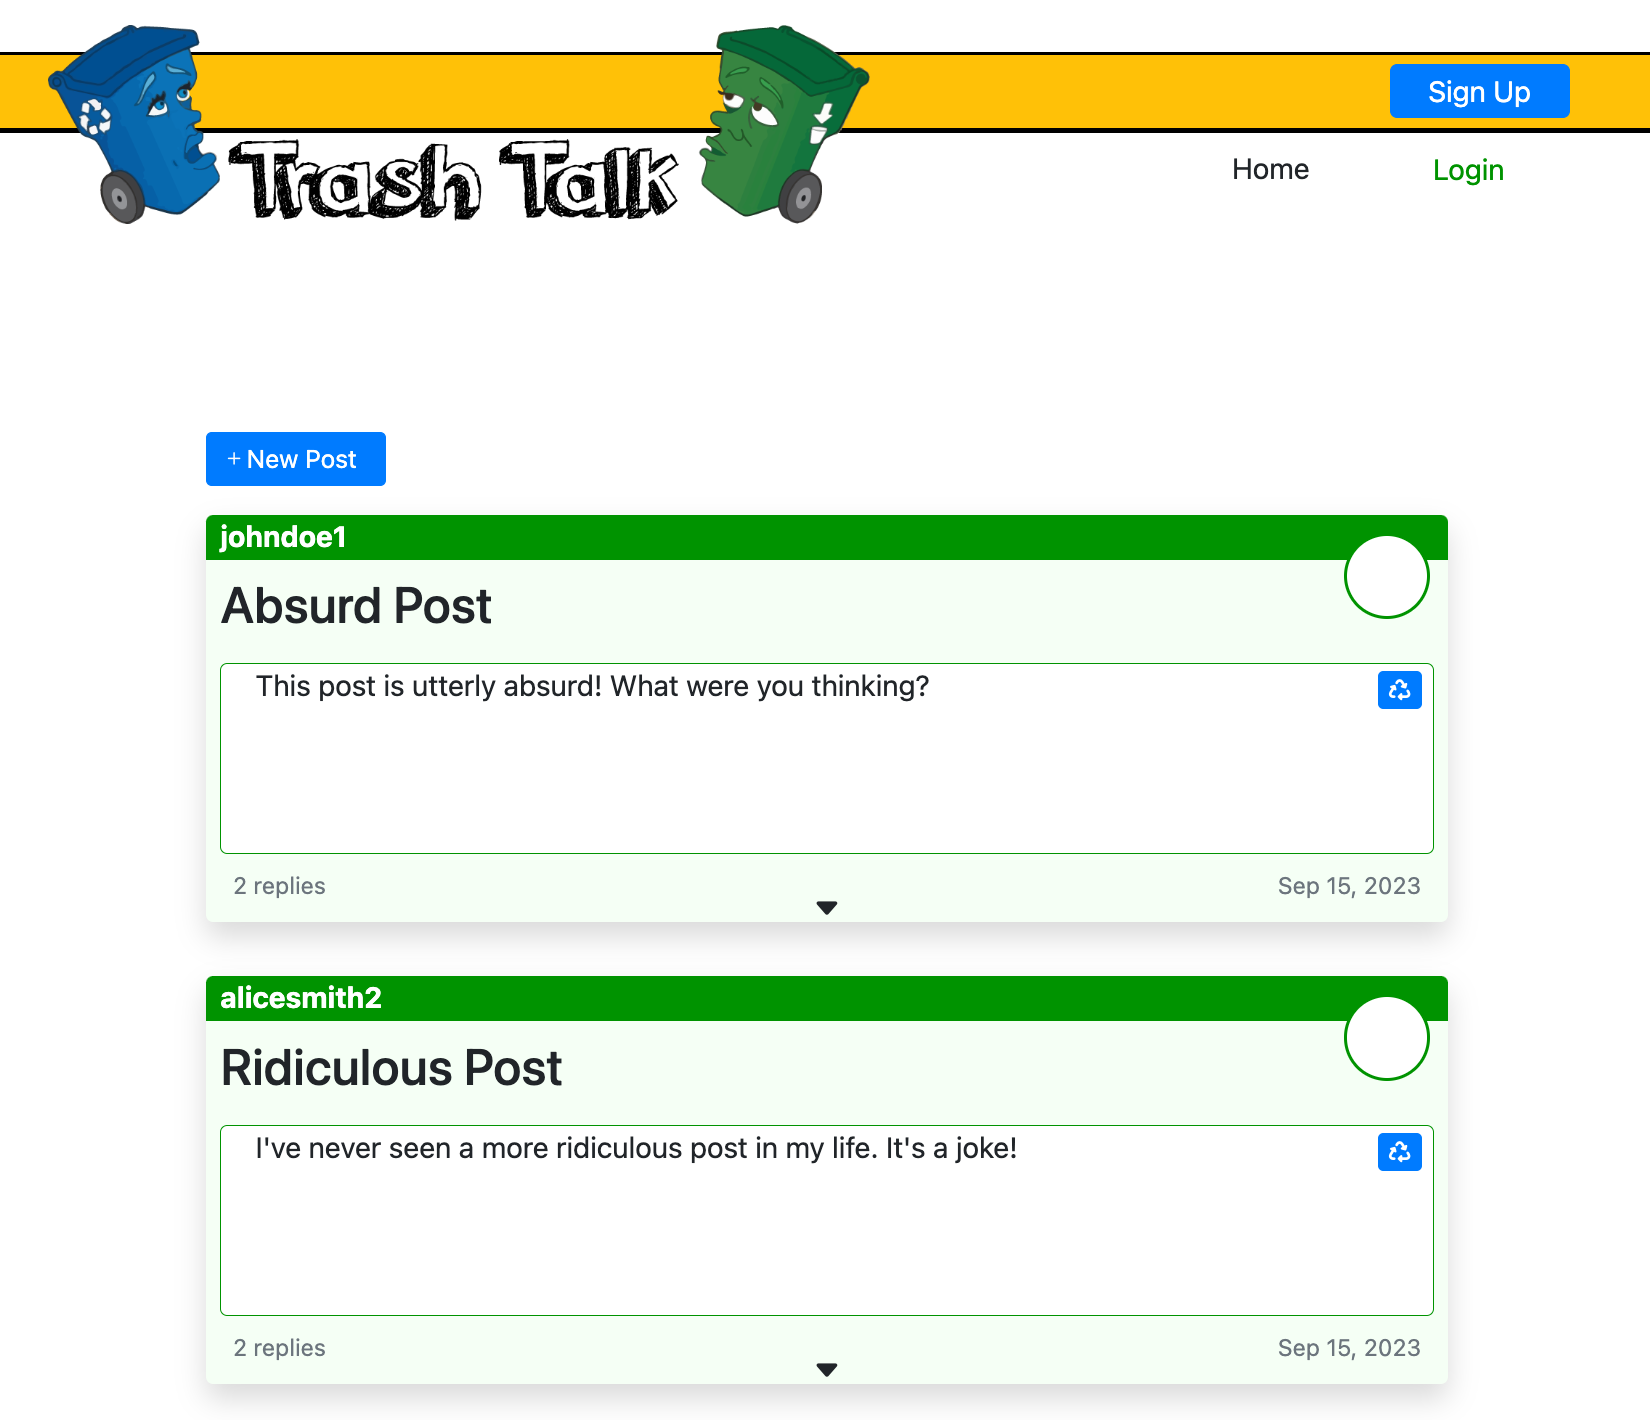 Sign Up
Trash Talk
Home
Login
+ New Post
johndoe1
Absurd Post
This post is utterly absurd! What were you thinking?
2 replies
Sep 15, 2023
alicesmith2
Ridiculous Post
I've never seen a more ridiculous post in my life. It's a joke!
2 replies
Sep 15, 2023